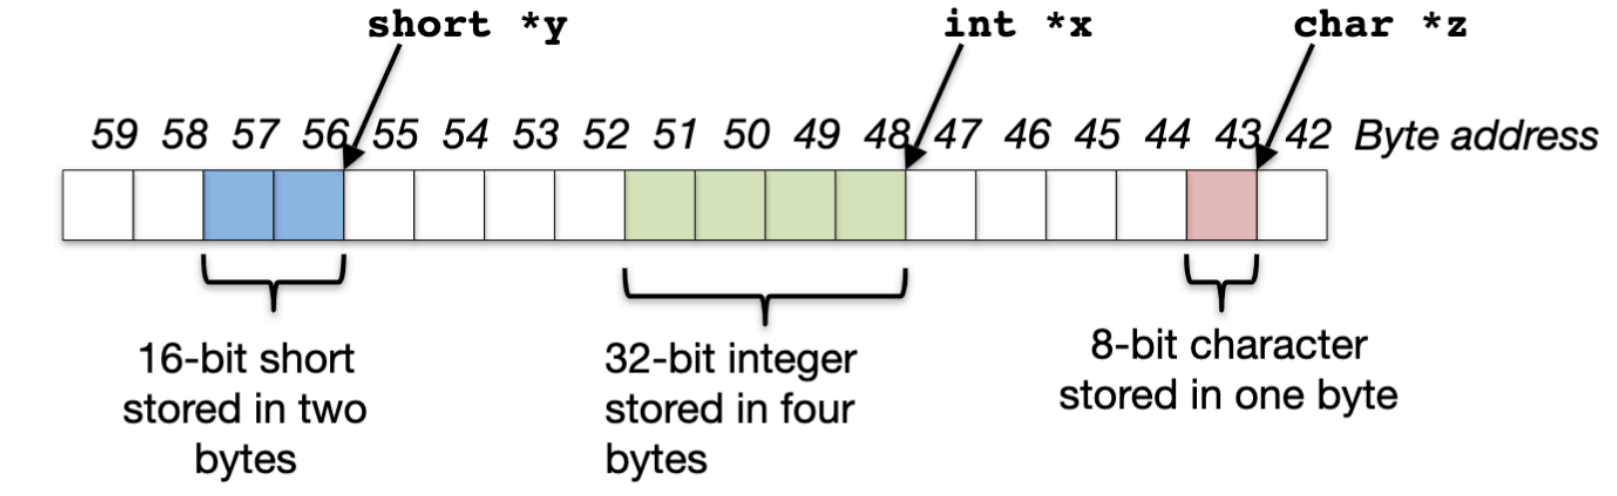 short *y int *x char *z
59 58 57 56 55 54 53 52 51 50 49 48 47 46 45 44 43 42 Byte address
16-bit short
stored in two
bytes
32-bit integer
stored in four
bytes
8-bit character
stored in one byte